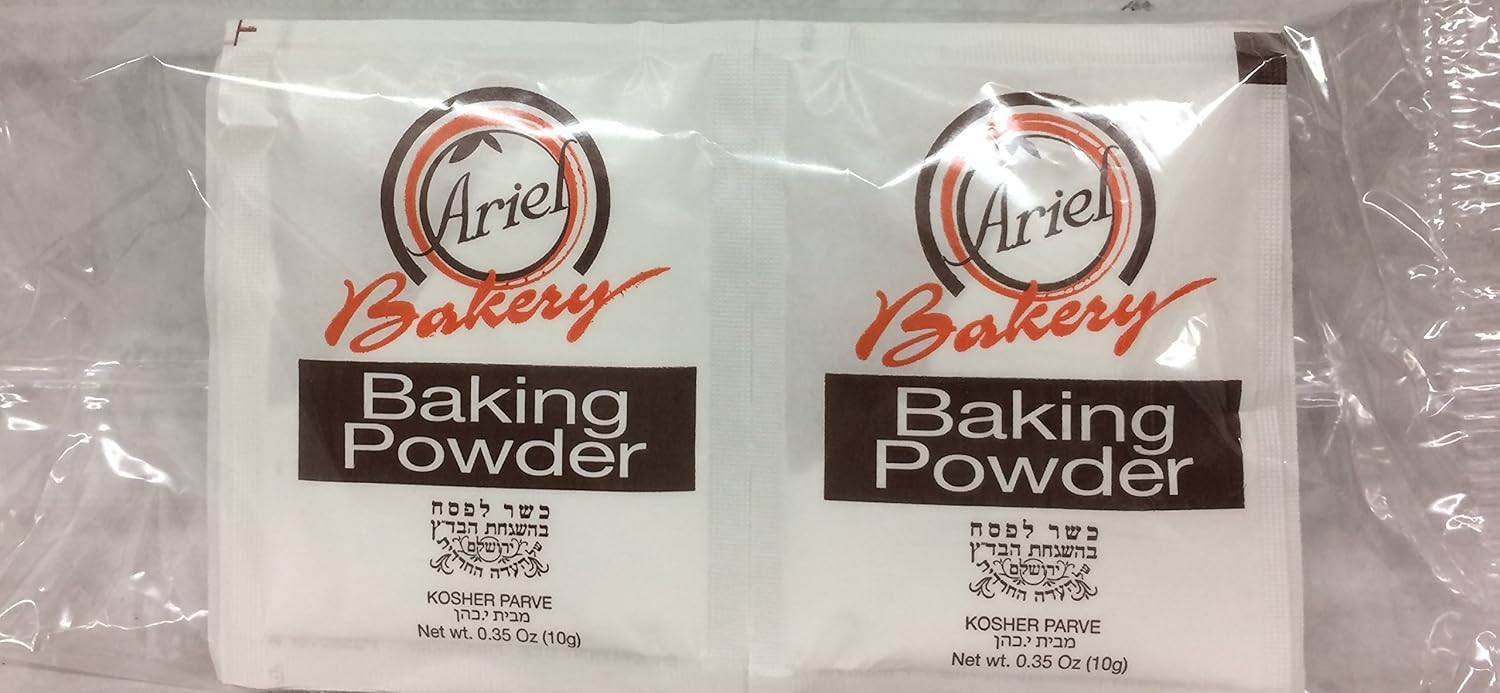 Ariel
Bakery
Baking
Powder
כשר לפסח
בהשגחת הבד״ץ
ירושלם
העדה החרדית
KOSHER PARVE
מבית י.כהן
Net wt. 0.35 Oz (10g)
Ariel
Bakery
Baking
Powder
כשר לפסח
בהשגחת הבד״ץ
ירושלם
העדה החרדית
KOSHER PARVE
מבית י.כהן
Net wt. 0.35 Oz (10g)